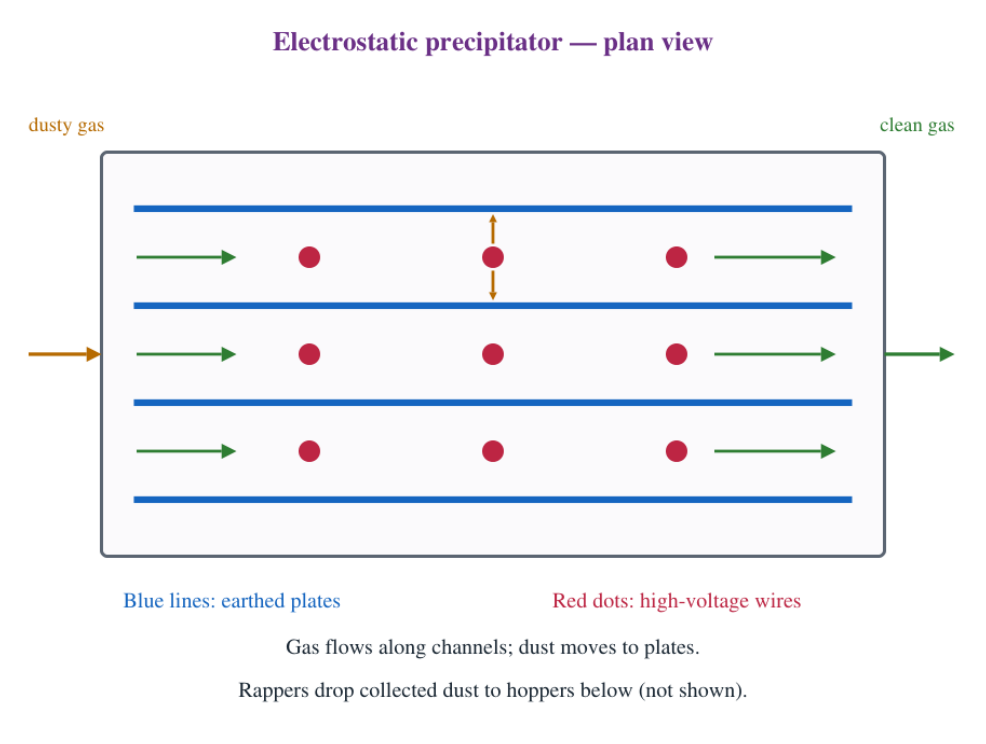 Electrostatic precipitator — plan view
dusty gas
clean gas
Blue lines: earthed plates
Red dots: high-voltage wires
Gas flows along channels; dust moves to plates.
Rappers drop collected dust to hoppers below (not shown).